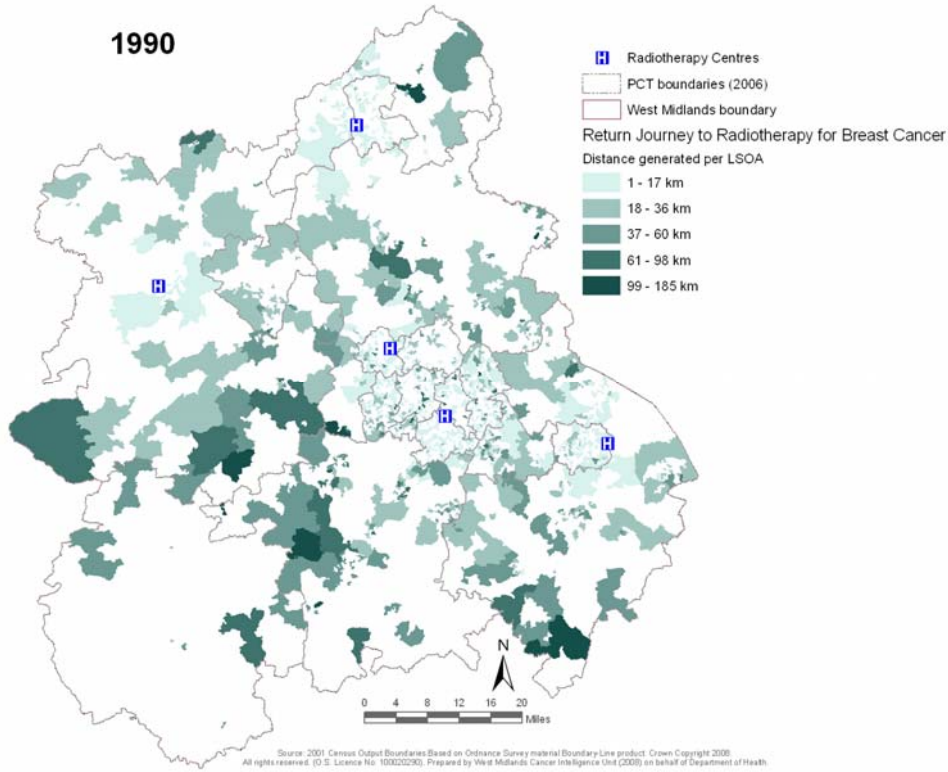 1990
H Radiotherapy Centres
PCT boundaries (2006)
West Midlands boundary
Return Journey to Radiotherapy for Breast Cancer
Distance generated per LSOA
1 - 17 km
18 - 36 km
37 - 60 km
61 - 98 km
99 - 185 km
H
H
H
H
H
N
0 4 8 12 16 20
Miles
Source: 2001 Census Output Boundaries Based on Ordnance Survey material Boundary-Line product. Crown Copyright 2008.
All rights reserved. (O.S. Licence No 100020290). Prepared by West Midlands Cancer Intelligence Unit (2009) on behalf of Department of Health